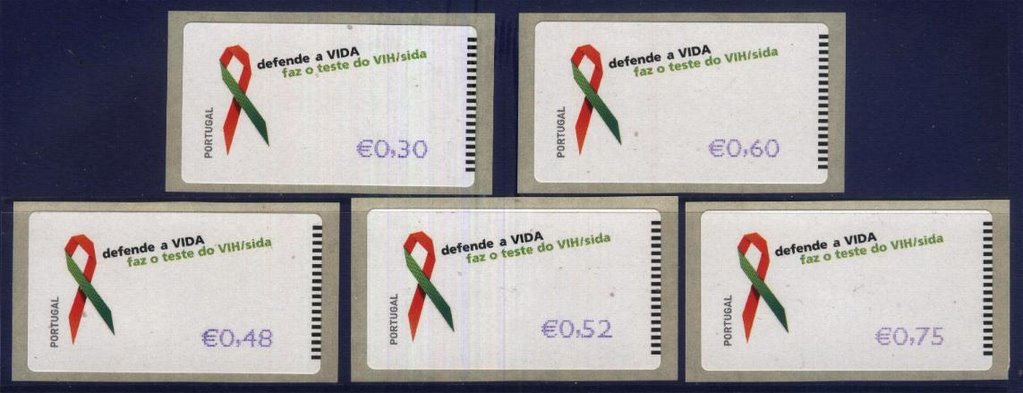 defende a VIDA
faz o teste do VIH/sida
PORTUGAL
€0,30
defende a VIDA
faz o teste do VIH/sida
PORTUGAL
€0,60
defende a VIDA
faz o teste do VIH/sida
PORTUGAL
€0,48
defende a VIDA
faz o teste do VIH/sida
PORTUGAL
€0,52
defende a VIDA
faz o teste do VIH/sida
PORTUGAL
€0,75